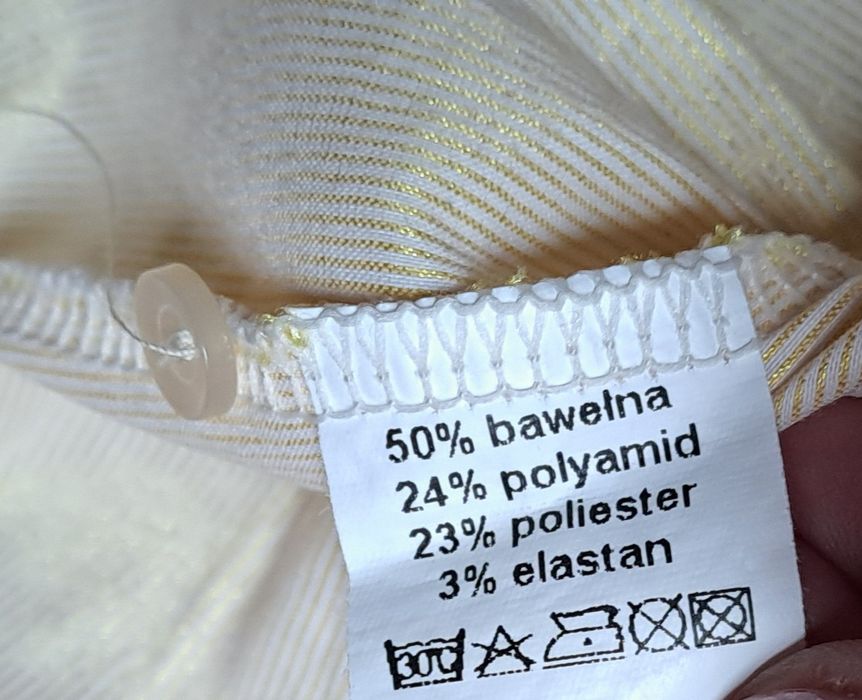 50% bawełna
24% polyamid
23% poliester
3% elastan
30°C